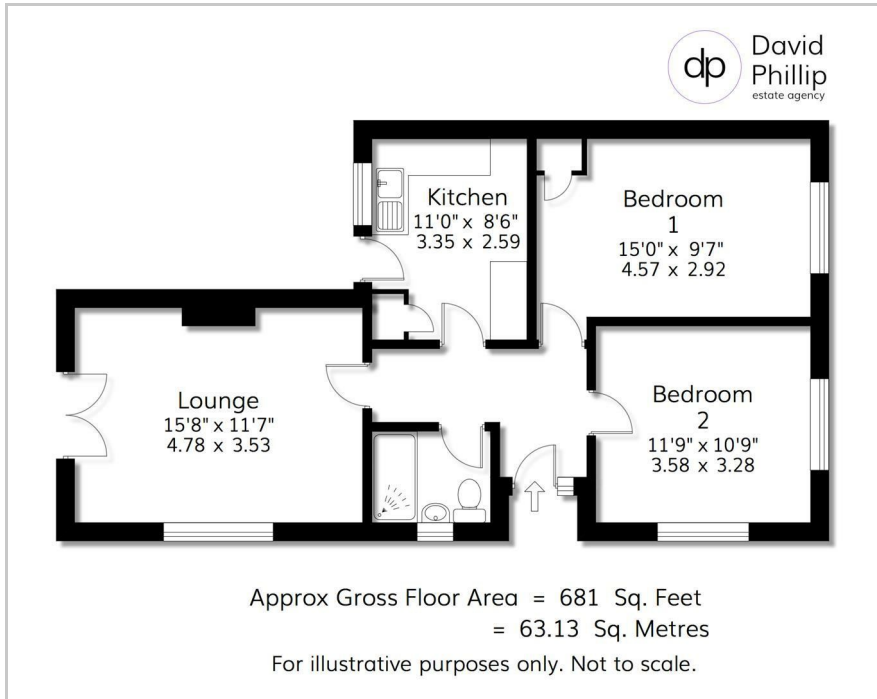 dp
David
Phillip
estate agency
Kitchen
11'0" x 8'6"
3.35 x 2.59
Bedroom
1
15'0" x 9'7"
4.57 x 2.92
Lounge
15'8" x 11'7"
4.78 x 3.53
Bedroom
2
11'9" x 10'9"
3.58 x 3.28
Approx Gross Floor Area = 681 Sq. Feet
= 63.13 Sq. Metres
For illustrative purposes only. Not to scale.